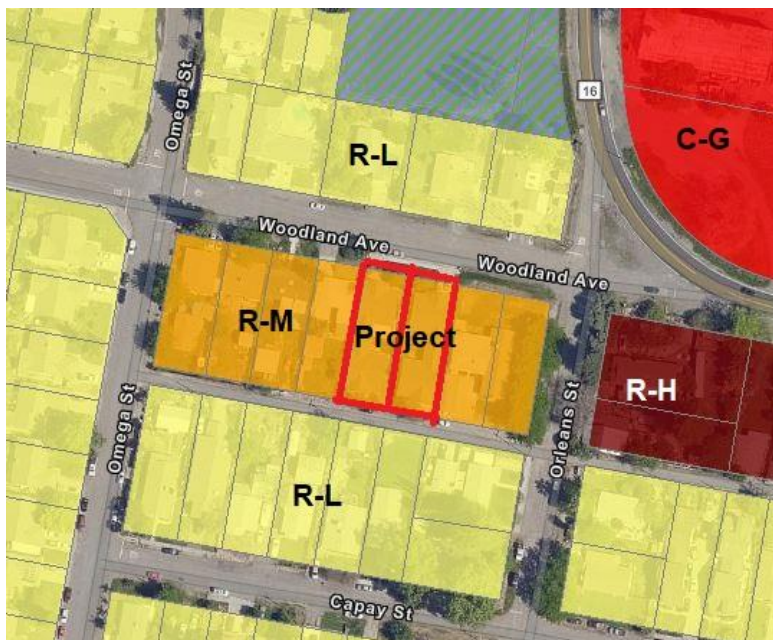 Omega St
16
R-L
C-G
Woodland Ave
Woodland Ave
R-M
Project
R-H
Omega St
Orleans St
R-L
Capay St